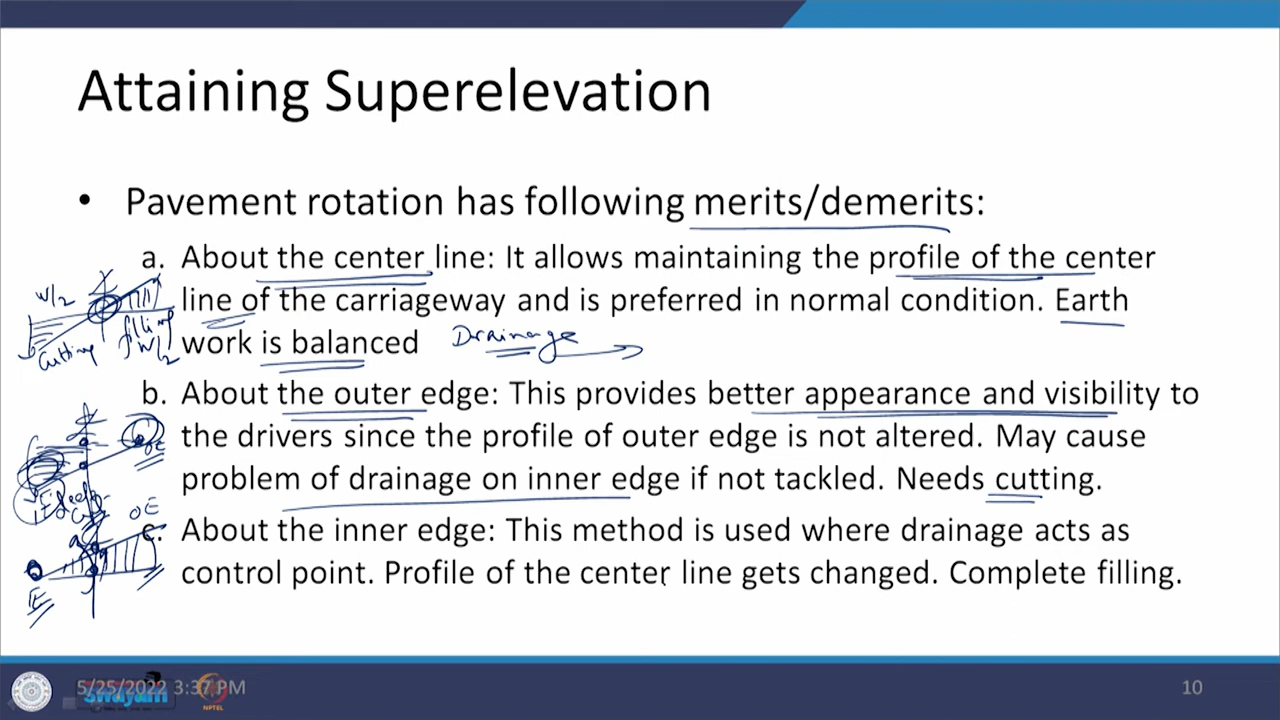 Attaining Superelevation
• Pavement rotation has following merits/demerits:
a. About the center line: It allows maintaining the profile of the center
line of the carriageway and is preferred in normal condition. Earth
work is balanced Drainage
W/2
filling
cutting
W/2
b. About the outer edge: This provides better appearance and visibility to
the drivers since the profile of outer edge is not altered. May cause
problem of drainage on inner edge if not tackled. Needs cutting.
OE
OE
c. About the inner edge: This method is used where drainage acts as
control point. Profile of the center line gets changed. Complete filling.
IE
5/25/2022 3:37 PM
swayam
NPTEL
10